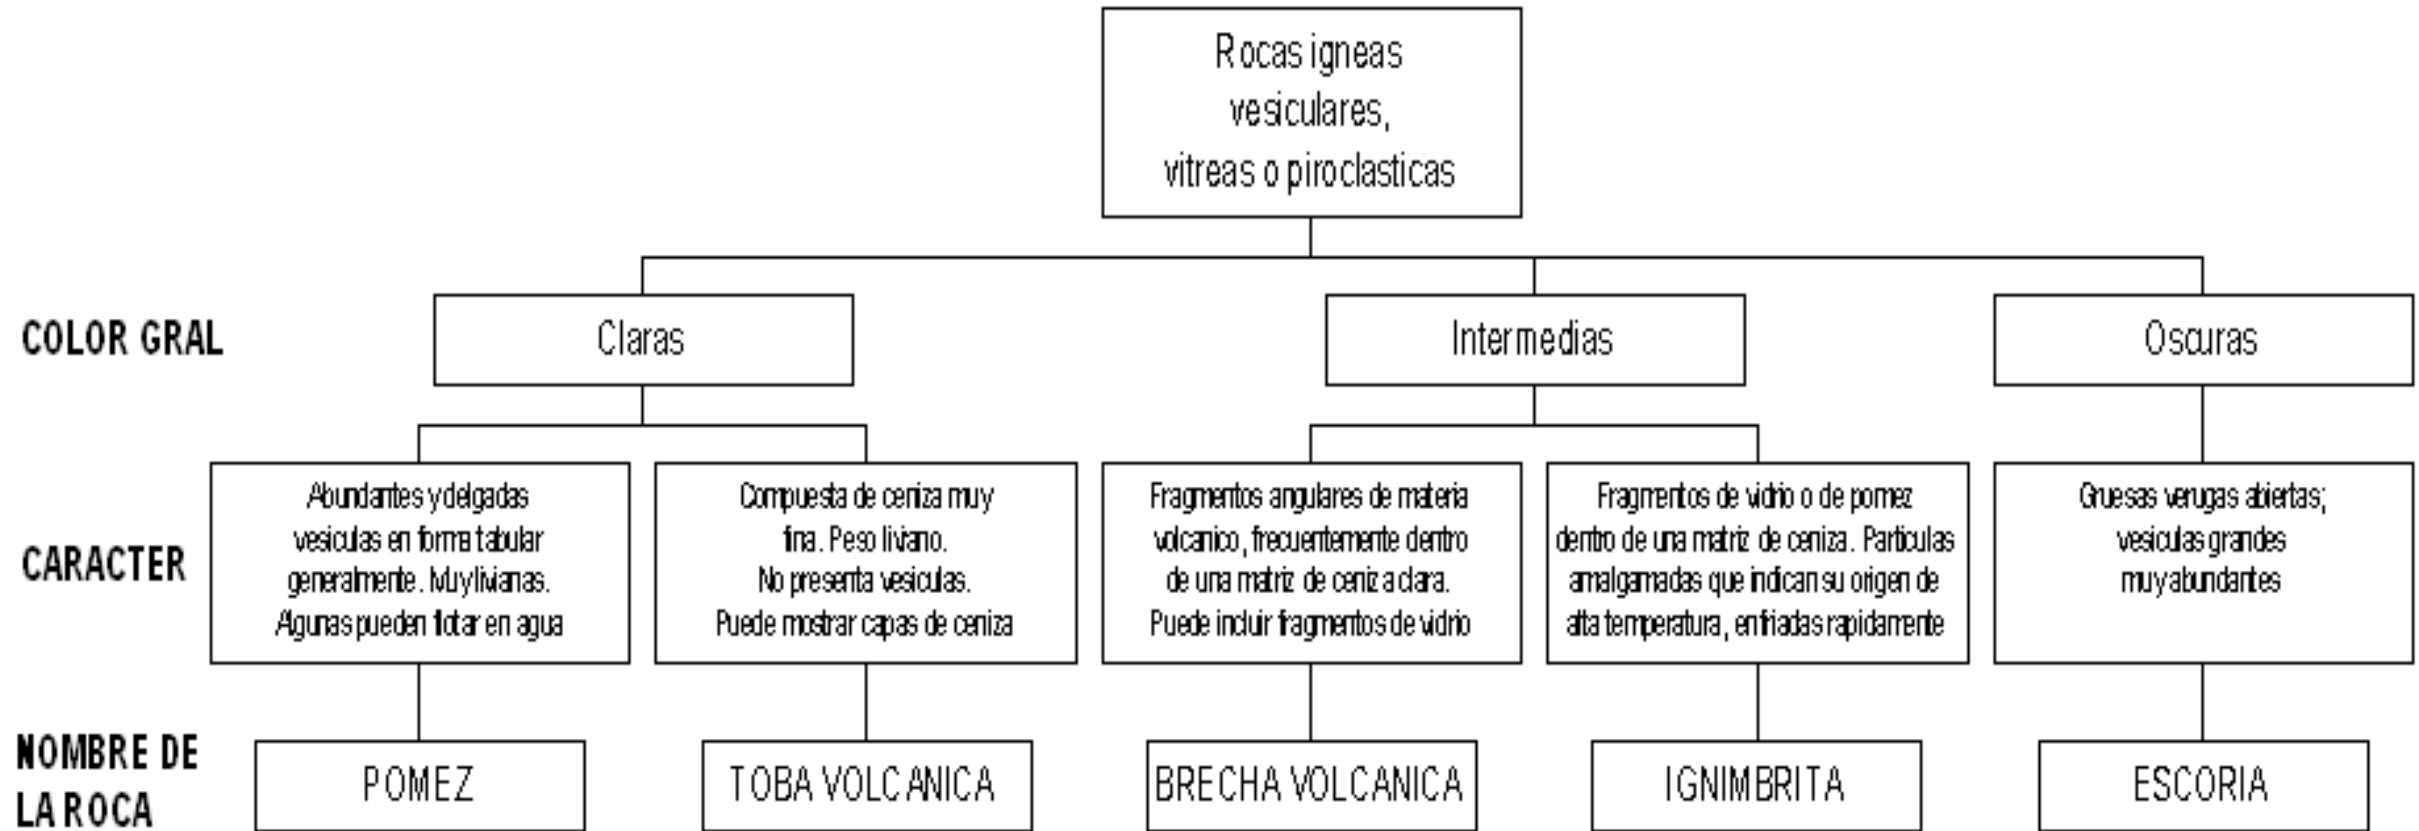 Rocas igneas
vesiculares,
vitreas o piroclasticas
COLOR GRAL
Claras
Intermedias
Oscuras
CARACTER
Abundantes y delgadas
vesiculas en forma tabular
generalmente. Muy livianas.
Algunas pueden flotar en agua
Compuesta de ceniza muy
fina. Peso liviano.
No presenta vesiculas.
Puede mostrar capas de ceniza
Fragmentos angulares de materia
volcanico, frecuentemente dentro
de una matriz de ceniza clara.
Puede incluir fragmentos de vidrio
Fragmentos de vidrio o de pomez
dentro de una matriz de ceniza. Particulas
amalgamadas que indican su origen de
alta temperatura, enfriadas rapidamente
Gruesas verugas abiertas;
vesiculas grandes
muy abundantes
NOMBRE DE
LA ROCA
POMEZ
TOBA VOLCANICA
BRECHA VOLCANICA
IGNIMBRITA
ESCORIA